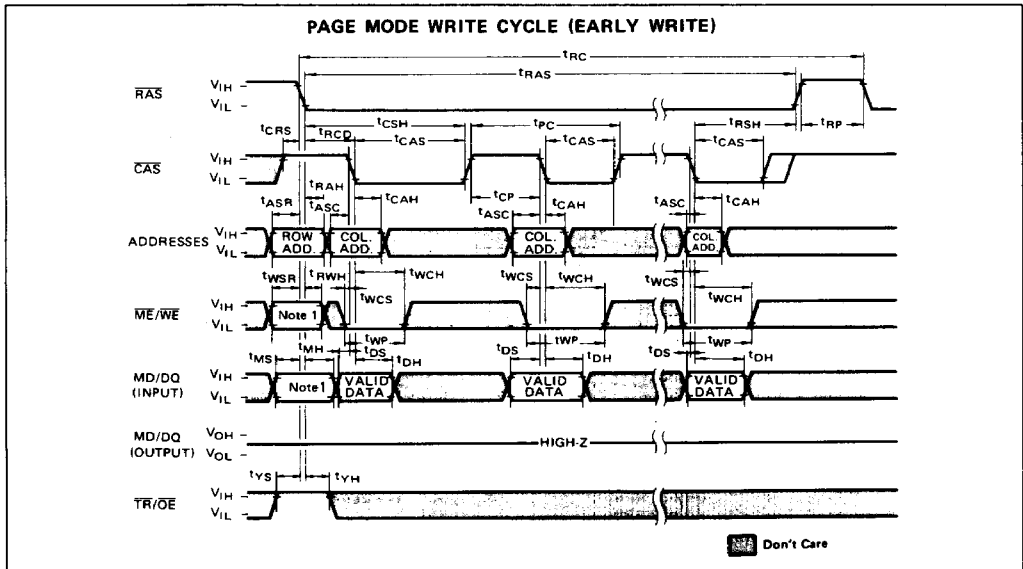 PAGE MODE WRITE CYCLE (EARLY WRITE)
tRC
tRAS
RAS VIH VIL
tCRS tRCD tCSH tPC tRSH tRP
tCAS tCAS tCAS
CAS VIH VIL
tRAH tCP
tASR tASC tCAH tASC tCAH tASC tCAH
ADDRESSES VIH VIL
ROW ADD. COL. ADD. COL. ADD. COL. ADD.
tWSR tRWH tWCS tWCH tWCS tWCH tWCS tWCH
ME/WE VIH VIL
Note 1
tWP tWP tWP
tMS tMH tDS tDH tDS tDH tDS tDH
MD/DQ (INPUT) VIH VIL
Note 1 VALID DATA VALID DATA VALID DATA
MD/DQ (OUTPUT) VOH VOL
HIGH-Z
tYS tYH
TR/OE VIH VIL
Don't Care